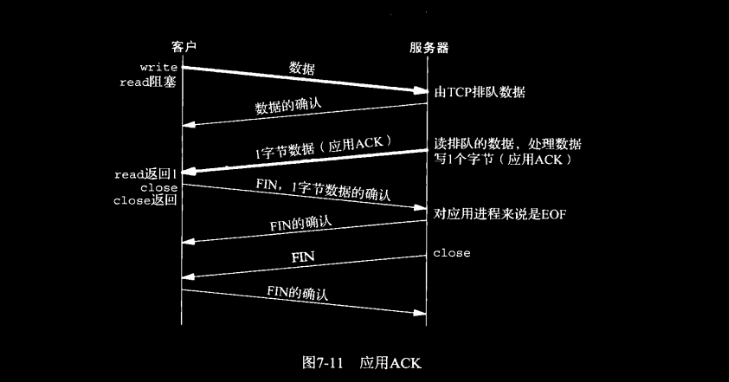 客户
服务器
write
数据
read阻塞
由TCP排队数据
数据的确认
1字节数据（应用ACK）
读排队的数据，处理数据
写1个字节（应用ACK）
read返回1
close
FIN，1字节数据的确认
close返回
对应用进程来说是EOF
FIN的确认
close
FIN
FIN的确认
图7-11 应用ACK